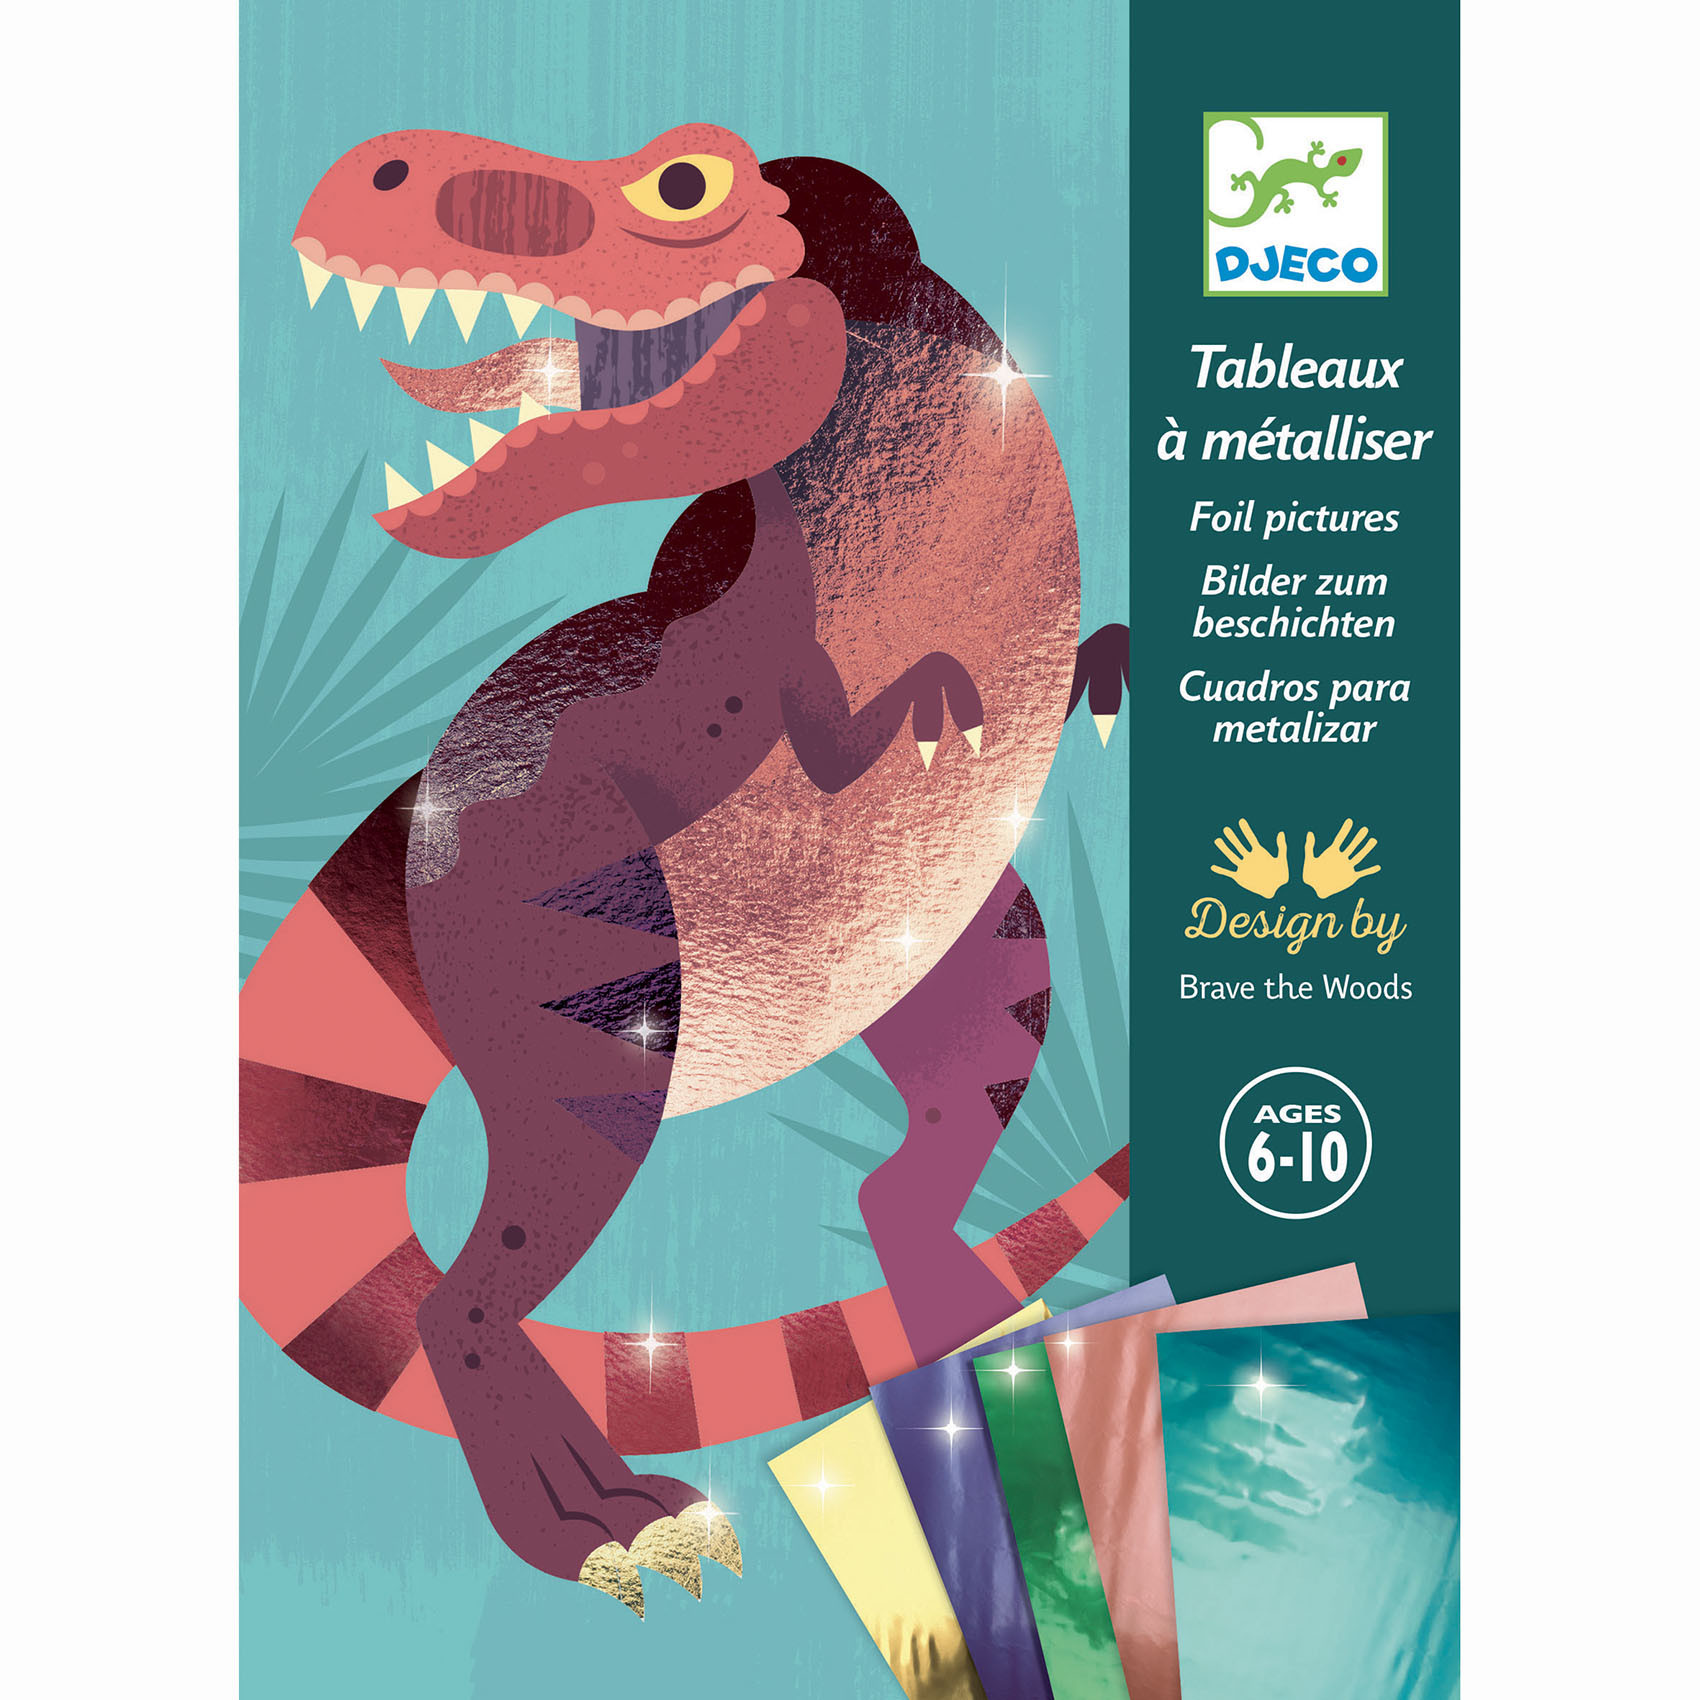 DJECO
Tableaux
à métalliser
Foil pictures
Bilder zum
beschichten
Cuadros para
metalizar
Design by
Brave the Woods
AGES
6-10